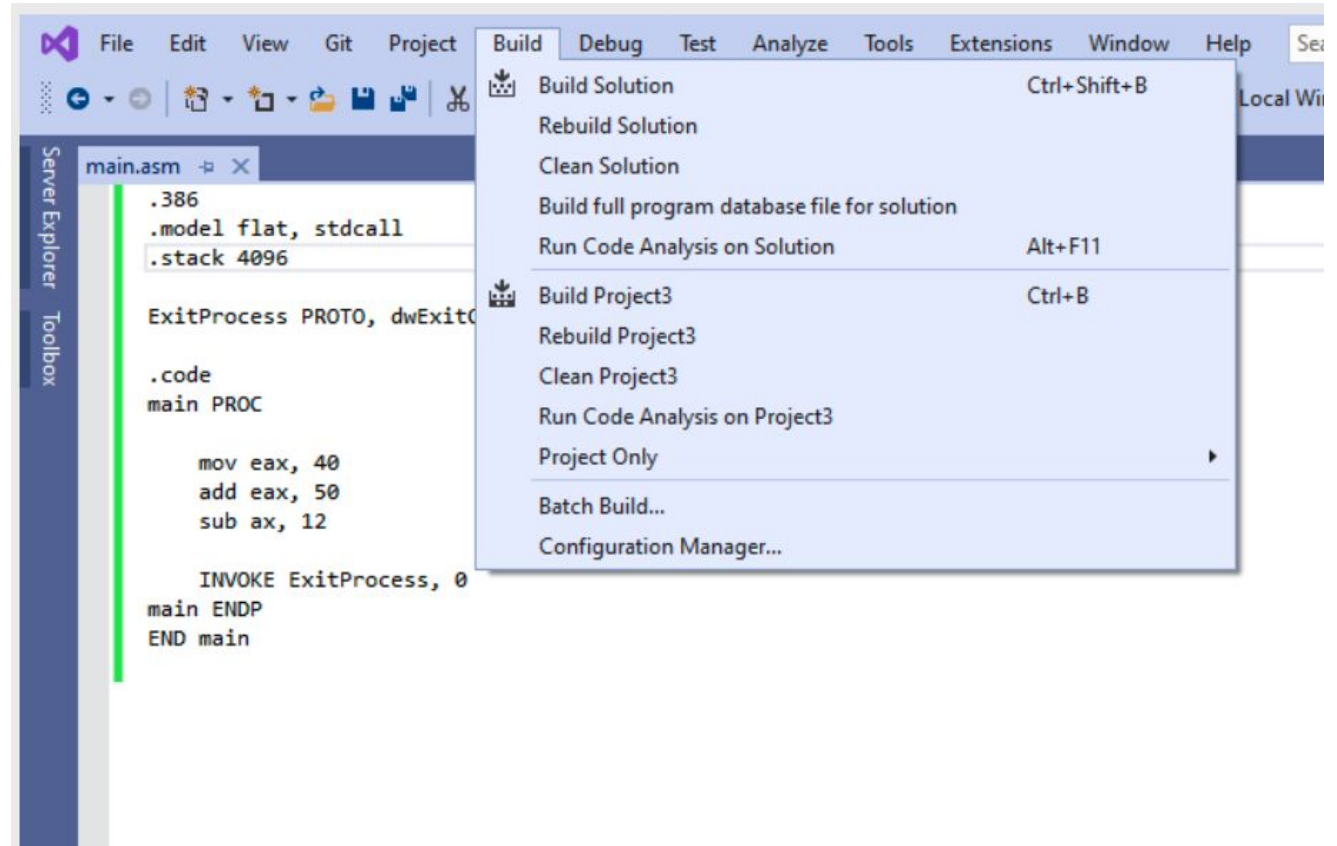 File Edit View Git Project Build Debug Test Analyze Tools Extensions Window Help Sea
Local Wi
Server Explorer
Toolbox
main.asm
.386
.model flat, stdcall
.stack 4096
ExitProcess PROTO, dwExitC
.code
main PROC
mov eax, 40
add eax, 50
sub ax, 12
INVOKE ExitProcess, 0
main ENDP
END main
Build Solution Ctrl+Shift+B
Rebuild Solution
Clean Solution
Build full program database file for solution
Run Code Analysis on Solution Alt+F11
Build Project3 Ctrl+B
Rebuild Project3
Clean Project3
Run Code Analysis on Project3
Project Only
Batch Build...
Configuration Manager...